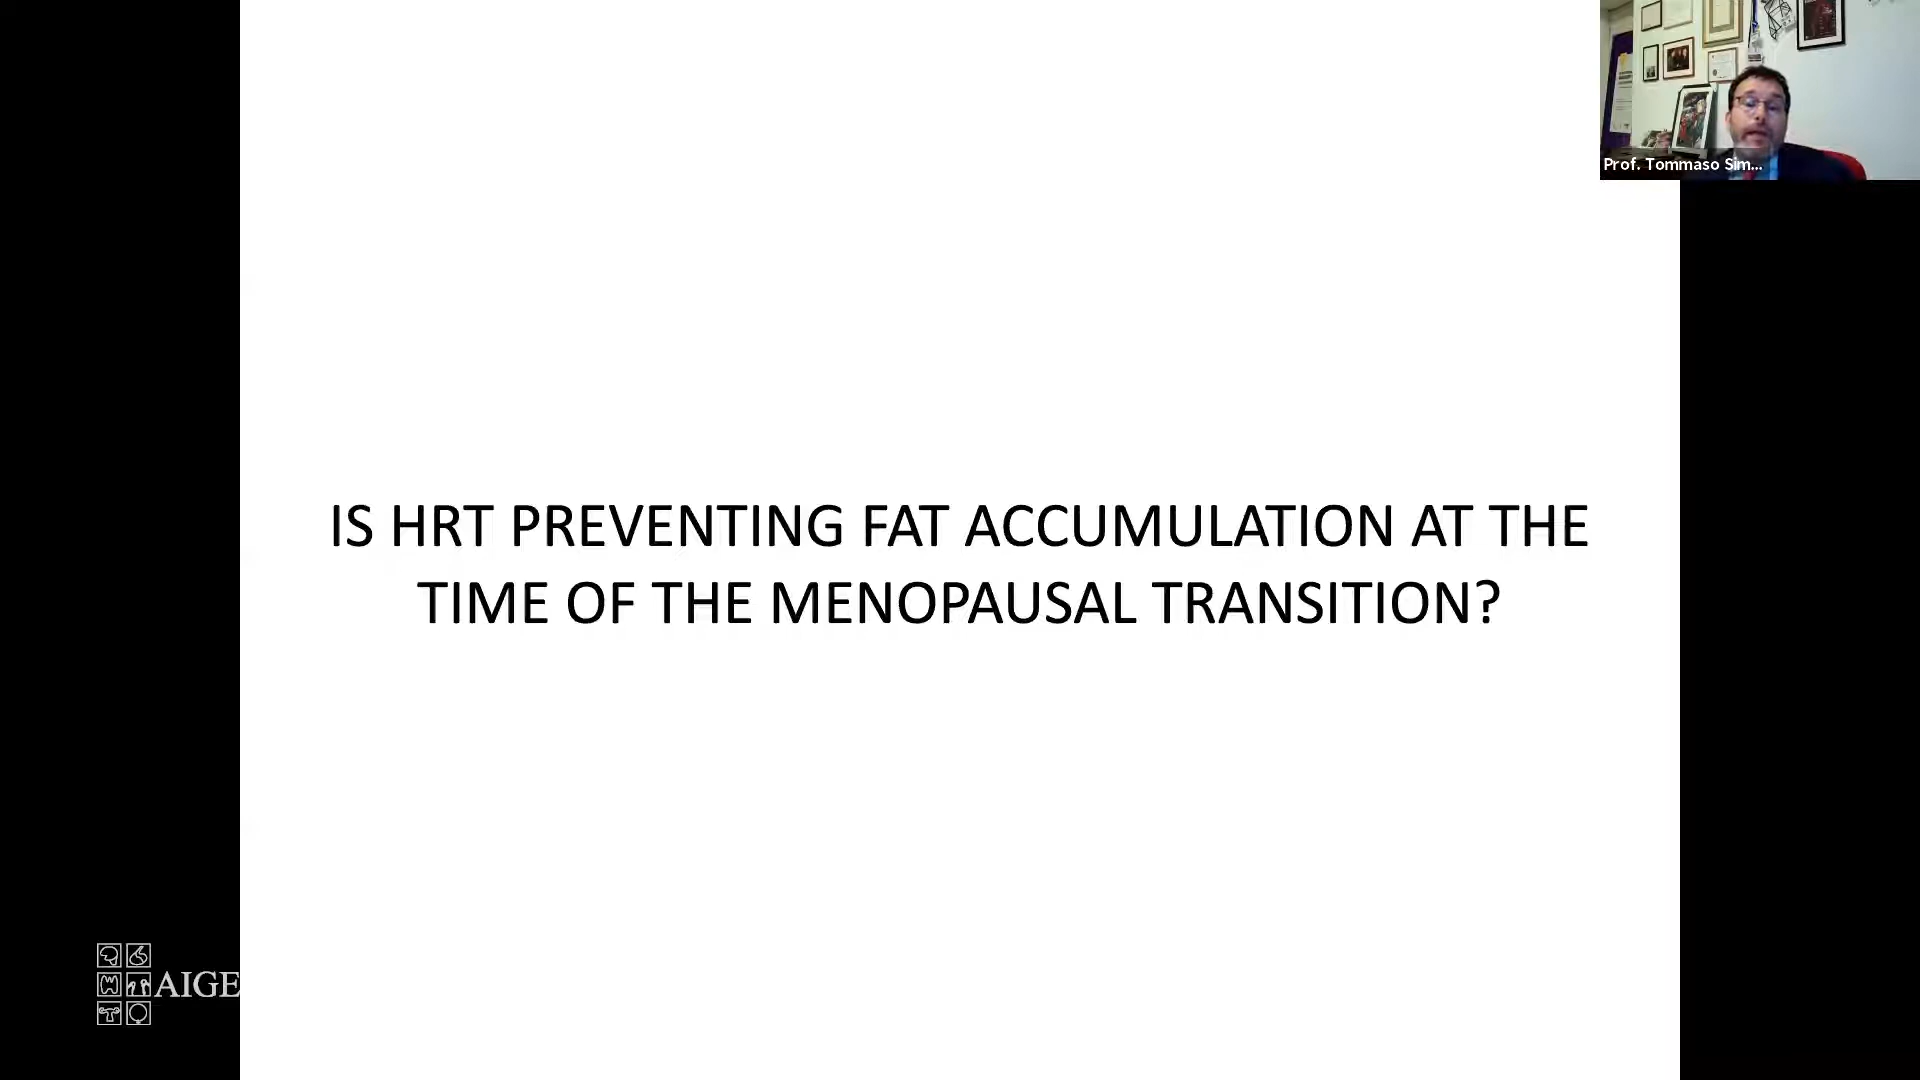 Prof. Tommaso Sim...
IS HRT PREVENTING FAT ACCUMULATION AT THE
TIME OF THE MENOPAUSAL TRANSITION?
AIGE